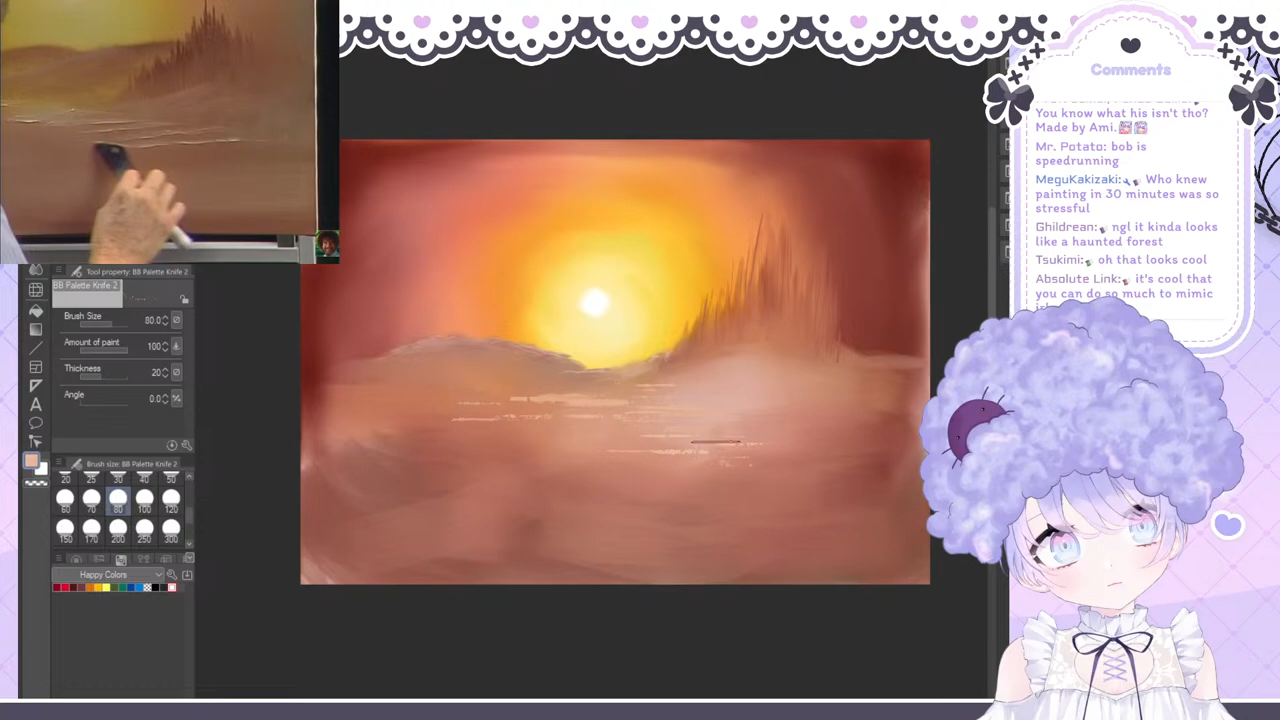 Comments
You know what his isn't tho?
Made by Ami.
Mr. Potato: bob is
speedrunning
MeguKakizaki: Who knew
painting in 30 minutes was so
stressful
Ghildrean: ngl it kinda looks
like a haunted forest
Tsukimi: oh that looks cool
Absolute Link: it's cool that
you can do so much to mimic
Tool property: BB Palette Knife 2
BB Palette Knife 2
Brush Size 80.0
Amount of paint 100
Thickness 20
Angle 0.0
Brush size: BB Palette Knife 2
20 25 30 40 50
60 70 80 100 120
150 170 200 250 300
Happy Colors